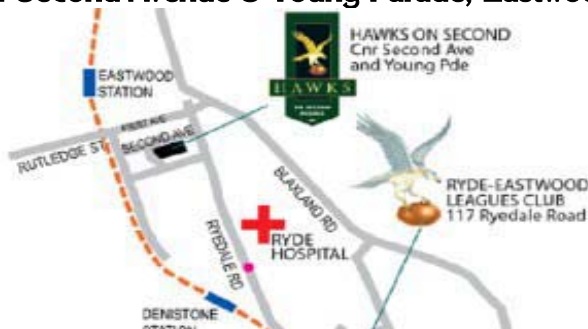 Second Avenue & Young Parade, Eastwood
HAWKS ON SECOND
Cnr Second Ave
and Young Pde
HAWKS
EASTWOOD
STATION
FIRST AVE
SECOND AVE
RUTLEDGE ST
BLAXLAND RD
RYDE-EASTWOOD
LEAGUES CLUB
117 Ryedale Road
RYEDALE RD
RYDE
HOSPITAL
DENISTONE
STATION